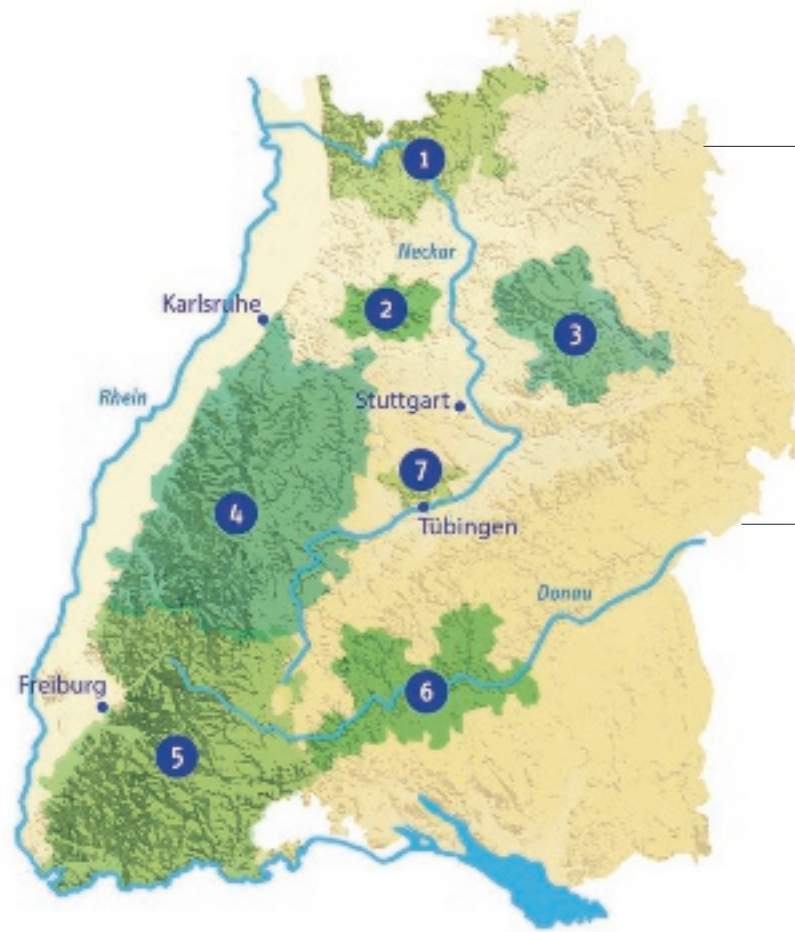 1
Neckar
2
Karlsruhe
3
Rhein
Stuttgart
7
4
Tübingen
Donau
Freiburg
6
5